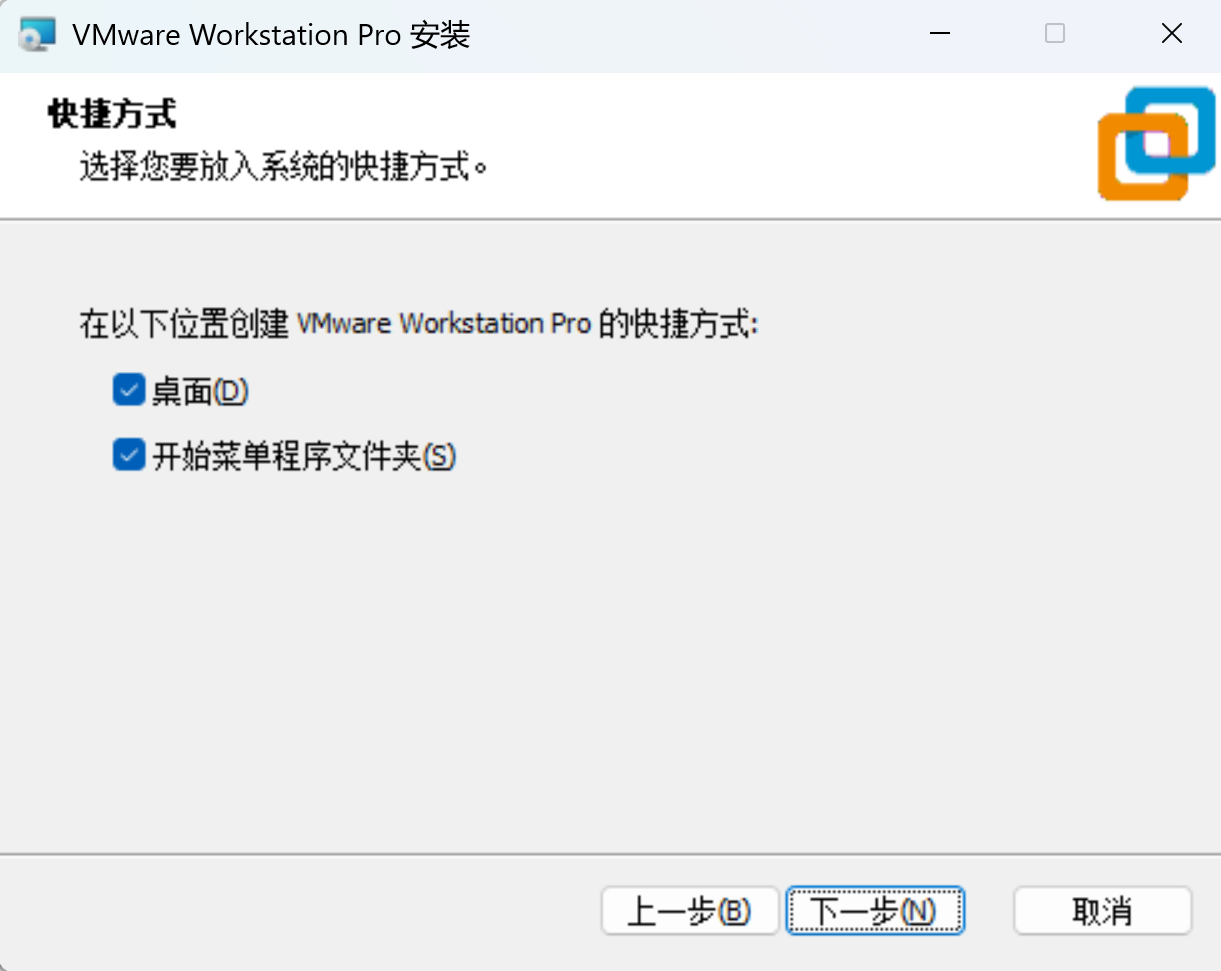 VMware Workstation Pro 安装
快捷方式
选择您要放入系统的快捷方式。
在以下位置创建 VMware Workstation Pro 的快捷方式:
桌面(D)
开始菜单程序文件夹(S)
上一步(B) 下一步(N) 取消